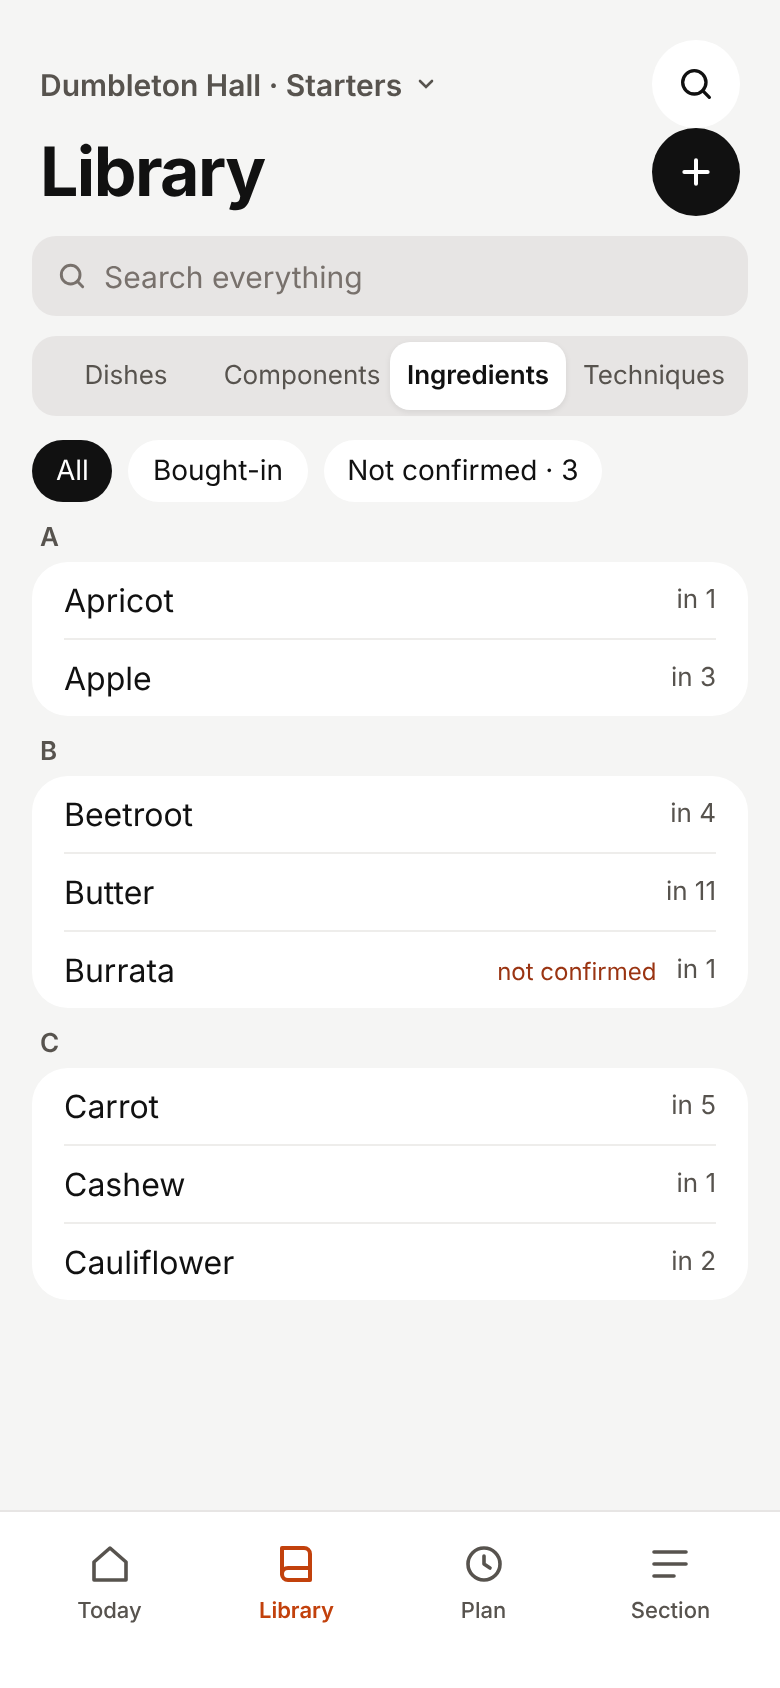 Dumbleton Hall · Starters
Library
Search everything
Dishes Components Ingredients Techniques
All Bought-in Not confirmed · 3
A
Apricot in 1
Apple in 3
B
Beetroot in 4
Butter in 11
Burrata not confirmed in 1
C
Carrot in 5
Cashew in 1
Cauliflower in 2
Today Library Plan Section